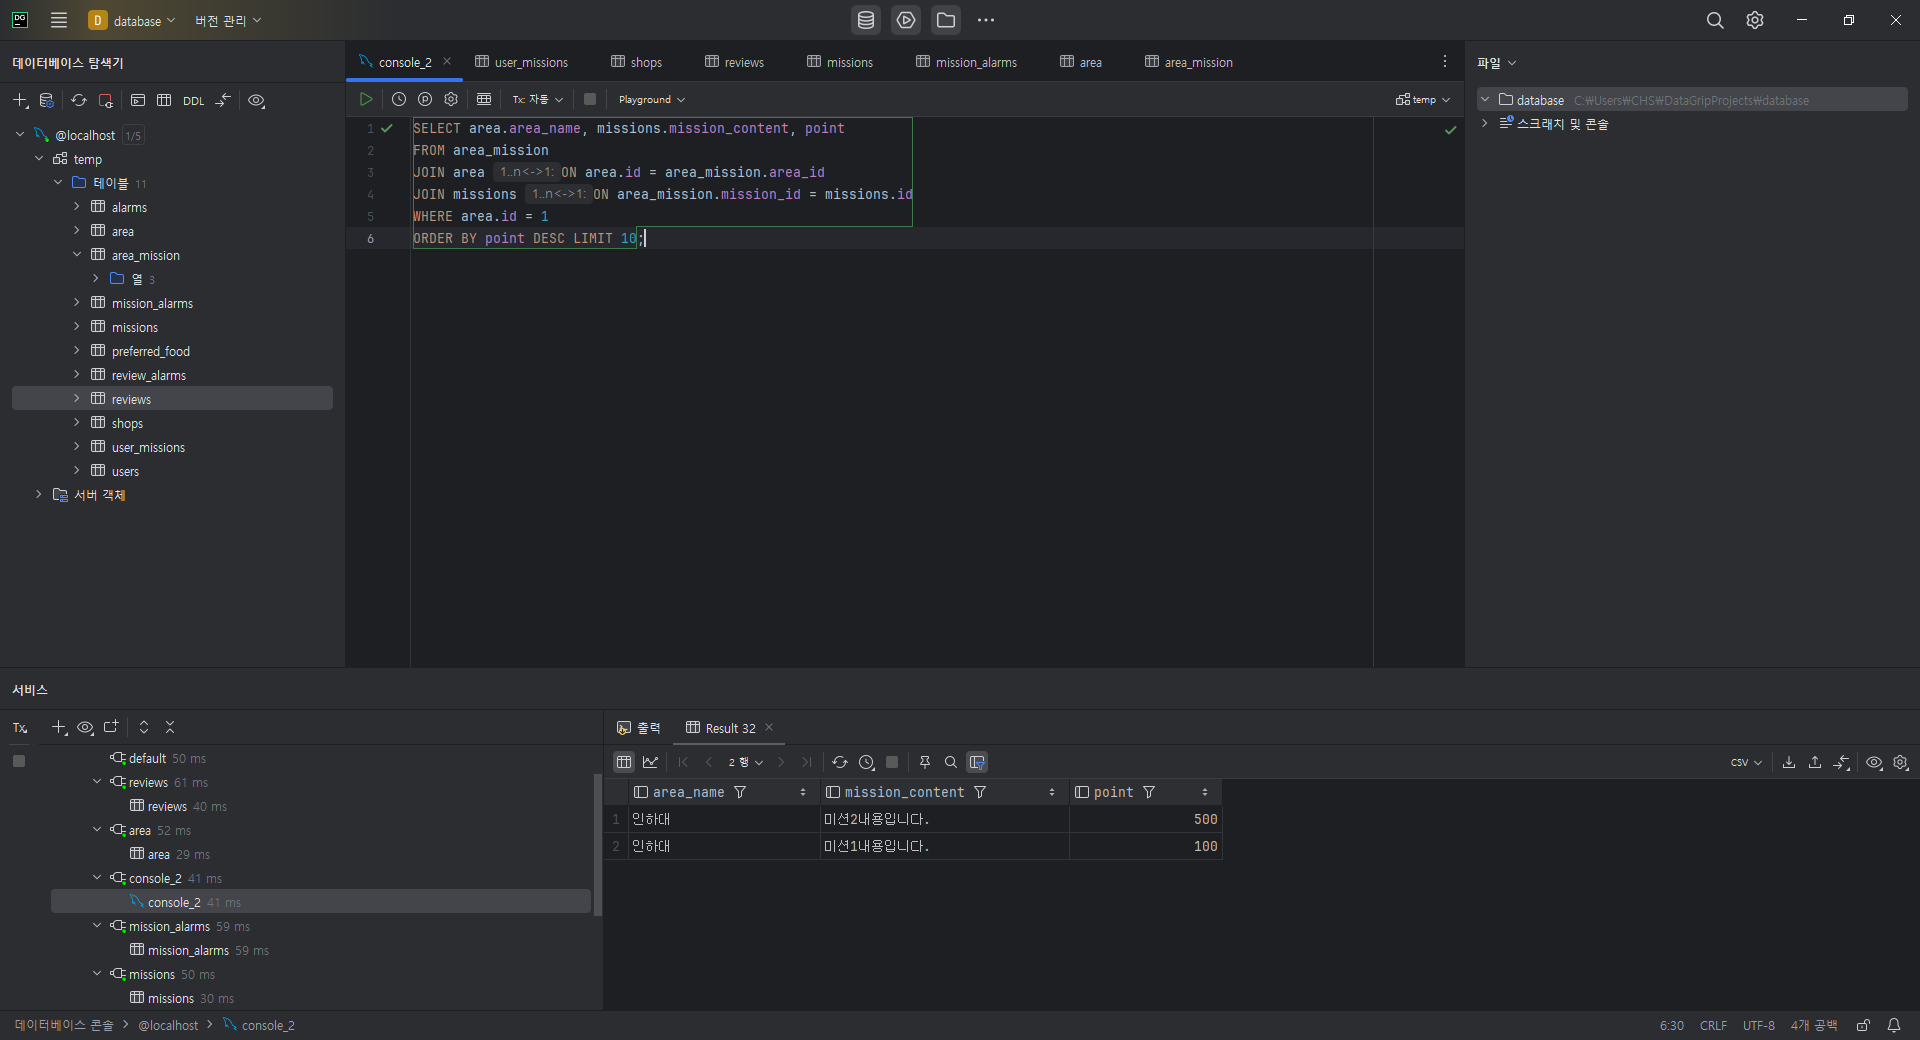 DG
D database 버전 관리
데이터베이스 탐색기
DDL
@localhost 1/5
temp
테이블 11
alarms
area
area_mission
열 3
mission_alarms
missions
preferred_food
review_alarms
reviews
shops
user_missions
users
서버 객체
console_2 user_missions shops reviews missions mission_alarms area area_mission
Tx: 자동 Playground temp
1 SELECT area.area_name, missions.mission_content, point
2 FROM area_mission
3 JOIN area 1..n<->1: ON area.id = area_mission.area_id
4 JOIN missions 1..n<->1: ON area_mission.mission_id = missions.id
5 WHERE area.id = 1
6 ORDER BY point DESC LIMIT 10;
파일
database C:₩Users₩CHS₩DataGripProjects₩database
스크래치 및 콘솔
서비스
Tx
default 50 ms
reviews 61 ms
reviews 40 ms
area 52 ms
area 29 ms
console_2 41 ms
console_2 41 ms
mission_alarms 59 ms
mission_alarms 59 ms
missions 50 ms
missions 30 ms
출력 Result 32
2 행 CSV
area_name mission_content point
1 인하대 미션2내용입니다. 500
2 인하대 미션1내용입니다. 100
데이터베이스 콘솔 > @localhost > console_2
6:30 CRLF UTF-8 4개 공백